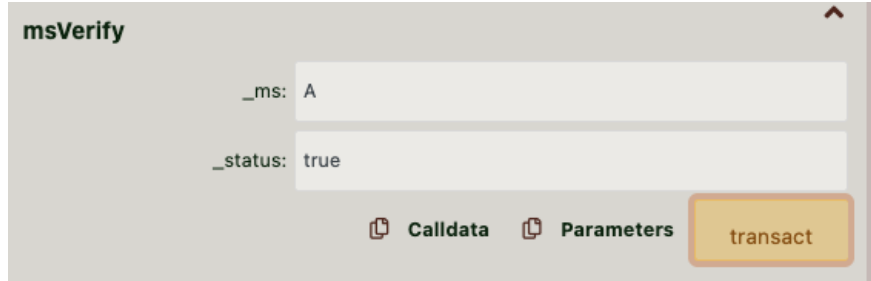 msVerify
_ms: A
_status: true
Calldata Parameters transact